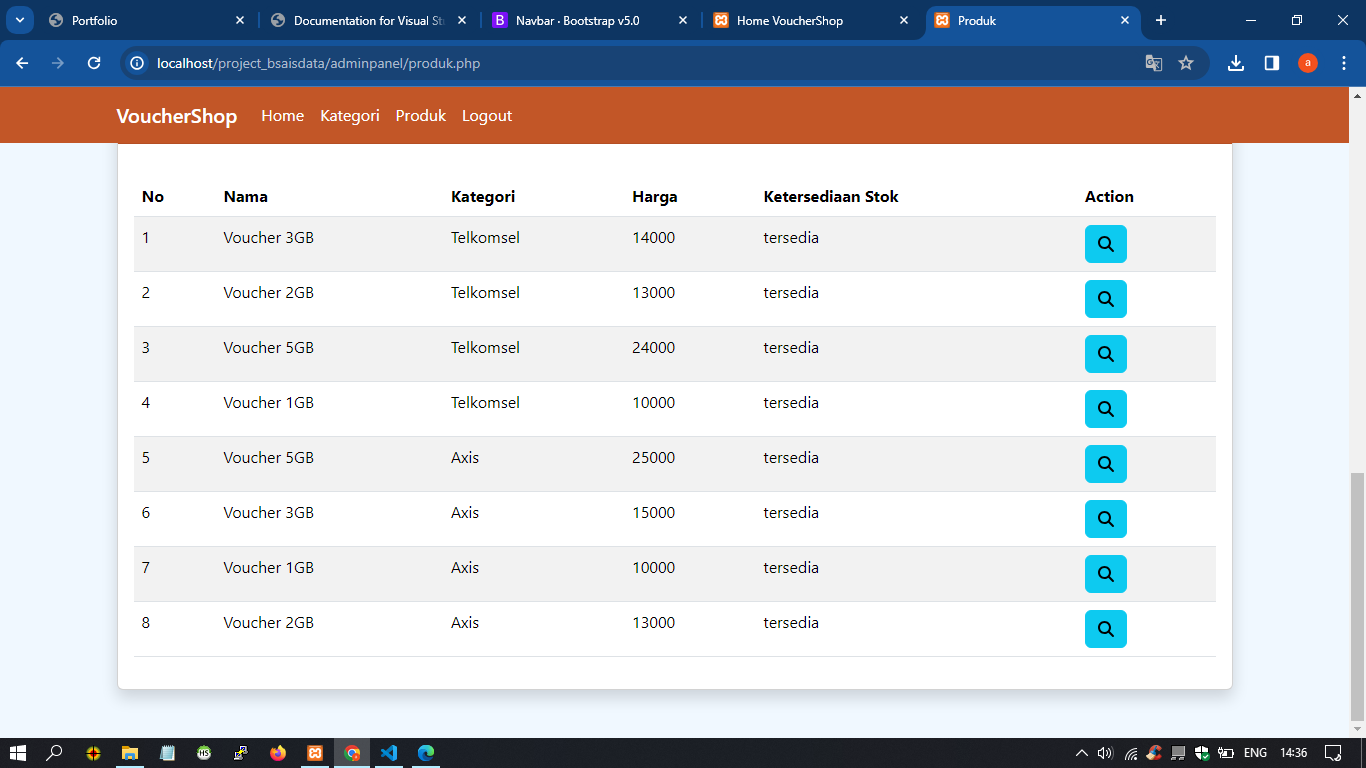 Portfolio
Documentation for Visual St
B Navbar · Bootstrap v5.0
Home VoucherShop
Produk
localhost/project_bsaisdata/adminpanel/produk.php
a
VoucherShop Home Kategori Produk Logout
No Nama Kategori Harga Ketersediaan Stok Action
1 Voucher 3GB Telkomsel 14000 tersedia
2 Voucher 2GB Telkomsel 13000 tersedia
3 Voucher 5GB Telkomsel 24000 tersedia
4 Voucher 1GB Telkomsel 10000 tersedia
5 Voucher 5GB Axis 25000 tersedia
6 Voucher 3GB Axis 15000 tersedia
7 Voucher 1GB Axis 10000 tersedia
8 Voucher 2GB Axis 13000 tersedia
HS
ENG 14:36